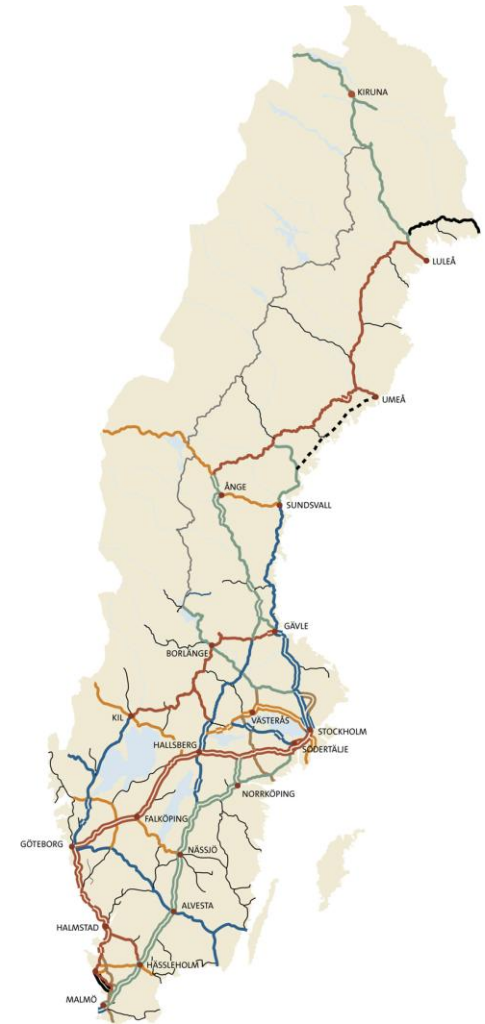 KIRUNA
LULEÅ
UMEÅ
ÅNGE
SUNDSVALL
GÄVLE
BORLÄNGE
KIL
VÄSTERÅS
STOCKHOLM
HALLSBERG
SÖDERTÄLJE
NORRKÖPING
FALKÖPING
GÖTEBORG
NÄSSJÖ
ALVESTA
HALMSTAD
HÄSSLEHOLM
MALMÖ